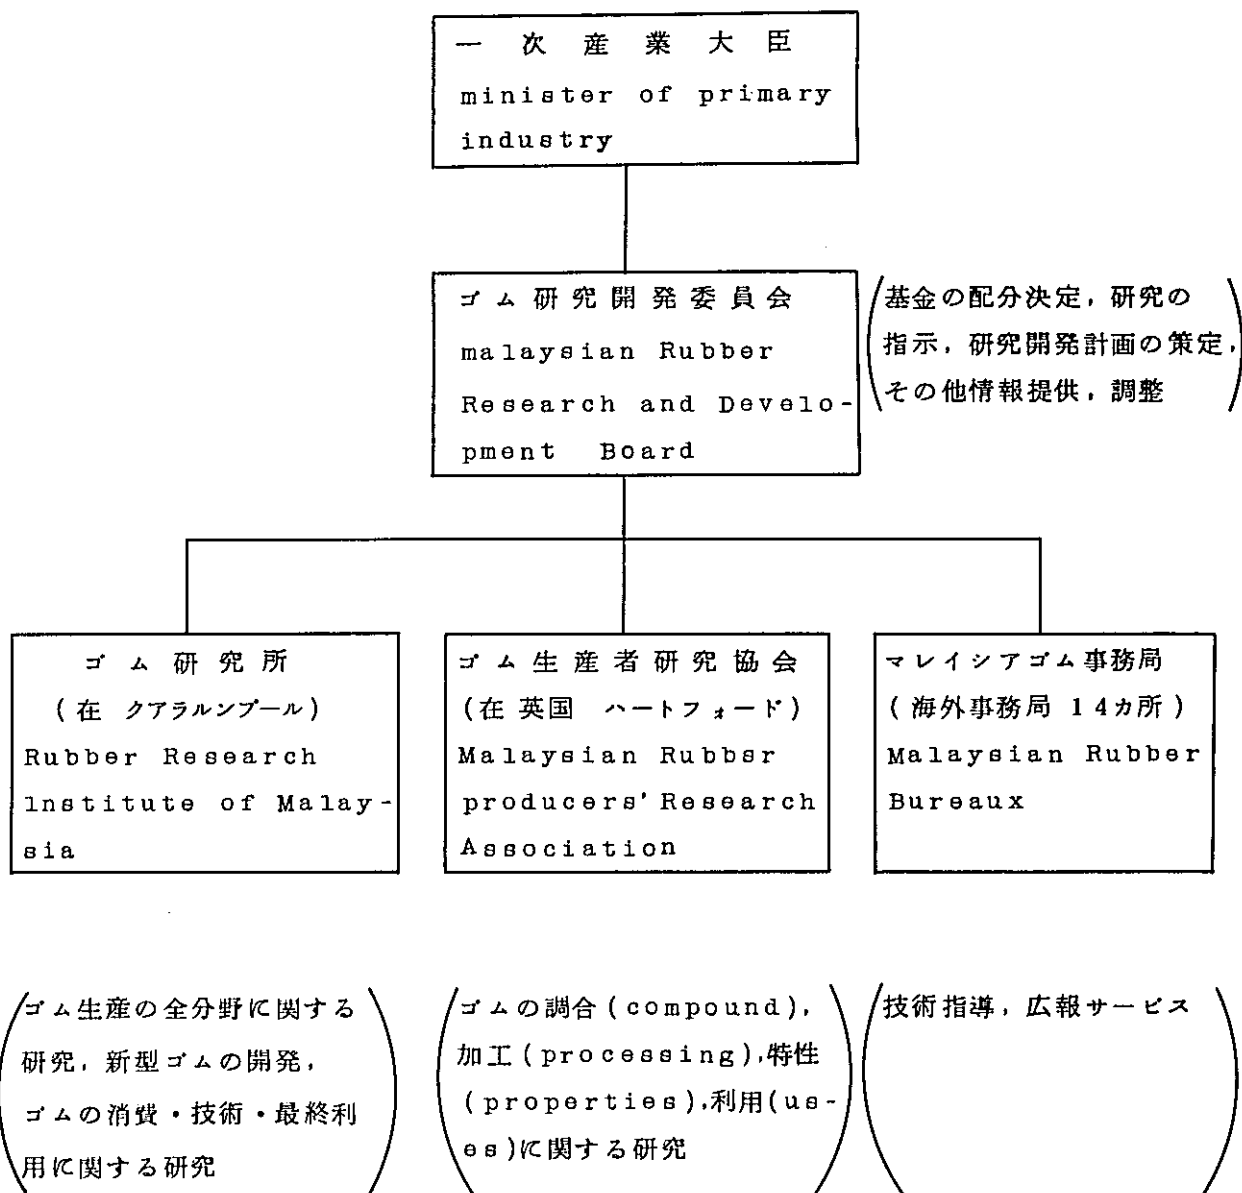 一次産業大臣
minister of primary
industry
ゴム研究開発委員会
malaysian Rubber
Research and Develo-
pment Board
(基金の配分決定, 研究の
指示, 研究開発計画の策定,
その他情報提供, 調整)
ゴム研究所
(在 クアラルンプール)
Rubber Research
lnstitute of Malay-
sia
ゴム生産者研究協会
(在 英国 ハートフォード)
Malaysian Rubbsr
producers' Research
Association
マレイシアゴム事務局
(海外事務局 14カ所)
Malaysian Rubber
Bureaux
(ゴム生産の全分野に関する
研究, 新型ゴムの開発,
ゴムの消費・技術・最終利
用に関する研究)
(ゴムの調合(compound),
加工(processing),特性
(properties),利用(us-
es)に関する研究)
(技術指導, 広報サービス)